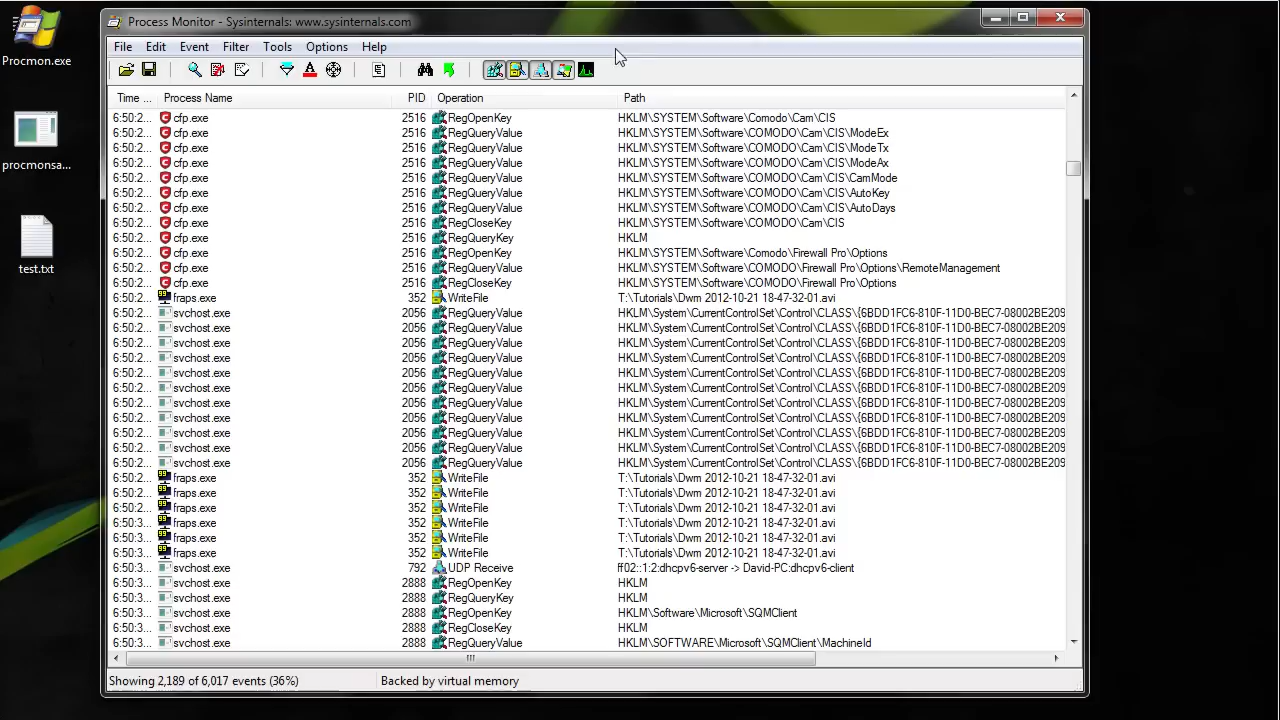 Process Monitor - Sysinternals: www.sysinternals.com
File Edit Event Filter Tools Options Help
Time ... Process Name PID Operation Path
6:50:2... cfp.exe 2516 RegOpenKey HKLM\SYSTEM\Software\Comodo\Cam\CIS
6:50:2... cfp.exe 2516 RegQueryValue HKLM\SYSTEM\Software\COMODO\Cam\CIS\ModeEx
6:50:2... cfp.exe 2516 RegQueryValue HKLM\SYSTEM\Software\COMODO\Cam\CIS\ModeTx
6:50:2... cfp.exe 2516 RegQueryValue HKLM\SYSTEM\Software\COMODO\Cam\CIS\ModeAx
6:50:2... cfp.exe 2516 RegQueryValue HKLM\SYSTEM\Software\COMODO\Cam\CIS\CamMode
6:50:2... cfp.exe 2516 RegQueryValue HKLM\SYSTEM\Software\COMODO\Cam\CIS\AutoKey
6:50:2... cfp.exe 2516 RegQueryValue HKLM\SYSTEM\Software\COMODO\Cam\CIS\AutoDays
6:50:2... cfp.exe 2516 RegCloseKey HKLM\SYSTEM\Software\COMODO\Cam\CIS
6:50:2... cfp.exe 2516 RegQueryKey HKLM
6:50:2... cfp.exe 2516 RegOpenKey HKLM\SYSTEM\Software\Comodo\Firewall Pro\Options
6:50:2... cfp.exe 2516 RegQueryValue HKLM\SYSTEM\Software\COMODO\Firewall Pro\Options\RemoteManagement
6:50:2... cfp.exe 2516 RegCloseKey HKLM\SYSTEM\Software\COMODO\Firewall Pro\Options
6:50:2... fraps.exe 352 WriteFile T:\Tutorials\Dwm 2012-10-21 18-47-32-01.avi
6:50:2... svchost.exe 2056 RegQueryValue HKLM\System\CurrentControlSet\Control\CLASS\{6BDD1FC6-810F-11D0-BEC7-08002BE209
6:50:2... svchost.exe 2056 RegQueryValue HKLM\System\CurrentControlSet\Control\CLASS\{6BDD1FC6-810F-11D0-BEC7-08002BE209
6:50:2... svchost.exe 2056 RegQueryValue HKLM\System\CurrentControlSet\Control\CLASS\{6BDD1FC6-810F-11D0-BEC7-08002BE209
6:50:2... svchost.exe 2056 RegQueryValue HKLM\System\CurrentControlSet\Control\CLASS\{6BDD1FC6-810F-11D0-BEC7-08002BE209
6:50:2... svchost.exe 2056 RegQueryValue HKLM\System\CurrentControlSet\Control\CLASS\{6BDD1FC6-810F-11D0-BEC7-08002BE209
6:50:2... svchost.exe 2056 RegQueryValue HKLM\System\CurrentControlSet\Control\CLASS\{6BDD1FC6-810F-11D0-BEC7-08002BE209
6:50:2... svchost.exe 2056 RegQueryValue HKLM\System\CurrentControlSet\Control\CLASS\{6BDD1FC6-810F-11D0-BEC7-08002BE209
6:50:2... svchost.exe 2056 RegQueryValue HKLM\System\CurrentControlSet\Control\CLASS\{6BDD1FC6-810F-11D0-BEC7-08002BE209
6:50:2... svchost.exe 2056 RegQueryValue HKLM\System\CurrentControlSet\Control\CLASS\{6BDD1FC6-810F-11D0-BEC7-08002BE209
6:50:2... svchost.exe 2056 RegQueryValue HKLM\System\CurrentControlSet\Control\CLASS\{6BDD1FC6-810F-11D0-BEC7-08002BE209
6:50:2... svchost.exe 2056 RegQueryValue HKLM\System\CurrentControlSet\Control\CLASS\{6BDD1FC6-810F-11D0-BEC7-08002BE209
6:50:2... fraps.exe 352 WriteFile T:\Tutorials\Dwm 2012-10-21 18-47-32-01.avi
6:50:2... fraps.exe 352 WriteFile T:\Tutorials\Dwm 2012-10-21 18-47-32-01.avi
6:50:2... fraps.exe 352 WriteFile T:\Tutorials\Dwm 2012-10-21 18-47-32-01.avi
6:50:3... fraps.exe 352 WriteFile T:\Tutorials\Dwm 2012-10-21 18-47-32-01.avi
6:50:3... fraps.exe 352 WriteFile T:\Tutorials\Dwm 2012-10-21 18-47-32-01.avi
6:50:3... fraps.exe 352 WriteFile T:\Tutorials\Dwm 2012-10-21 18-47-32-01.avi
6:50:3... svchost.exe 792 UDP Receive ff02::1:2:dhcpv6-server -> David-PC:dhcpv6-client
6:50:3... svchost.exe 2888 RegOpenKey HKLM
6:50:3... svchost.exe 2888 RegQueryKey HKLM
6:50:3... svchost.exe 2888 RegOpenKey HKLM\Software\Microsoft\SQMClient
6:50:3... svchost.exe 2888 RegCloseKey HKLM
6:50:3... svchost.exe 2888 RegQueryValue HKLM\SOFTWARE\Microsoft\SQMClient\MachineId
Showing 2,189 of 6,017 events (36%) Backed by virtual memory
Procmon.exe
procmonsa...
test.txt